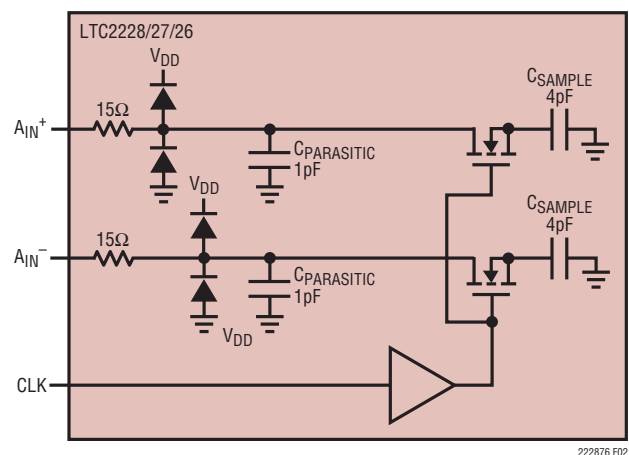 LTC2228/27/26
VDD
CSAMPLE
4pF
15Ω
AIN+
CPARASITIC
1pF
VDD
CSAMPLE
4pF
15Ω
AIN–
CPARASITIC
1pF
VDD
CLK
222876 F02